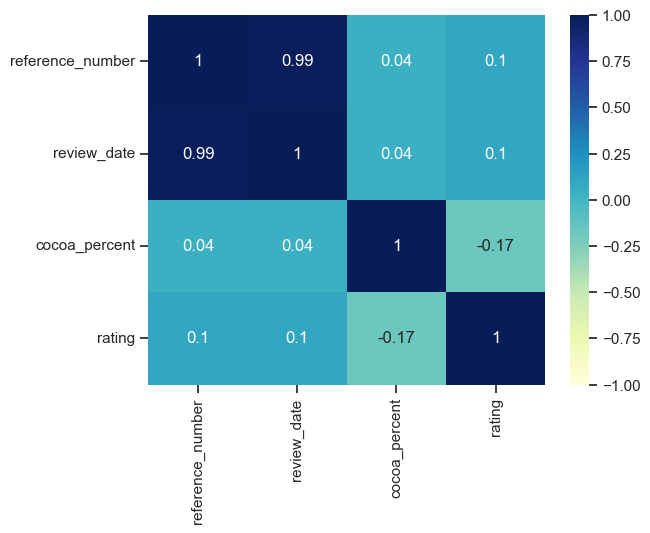 reference_number 1 0.99 0.04 0.1
review_date 0.99 1 0.04 0.1
cocoa_percent 0.04 0.04 1 -0.17
rating 0.1 0.1 -0.17 1
reference_number
review_date
cocoa_percent
rating
1.00
0.75
0.50
0.25
0.00
−0.25
−0.50
−0.75
−1.00